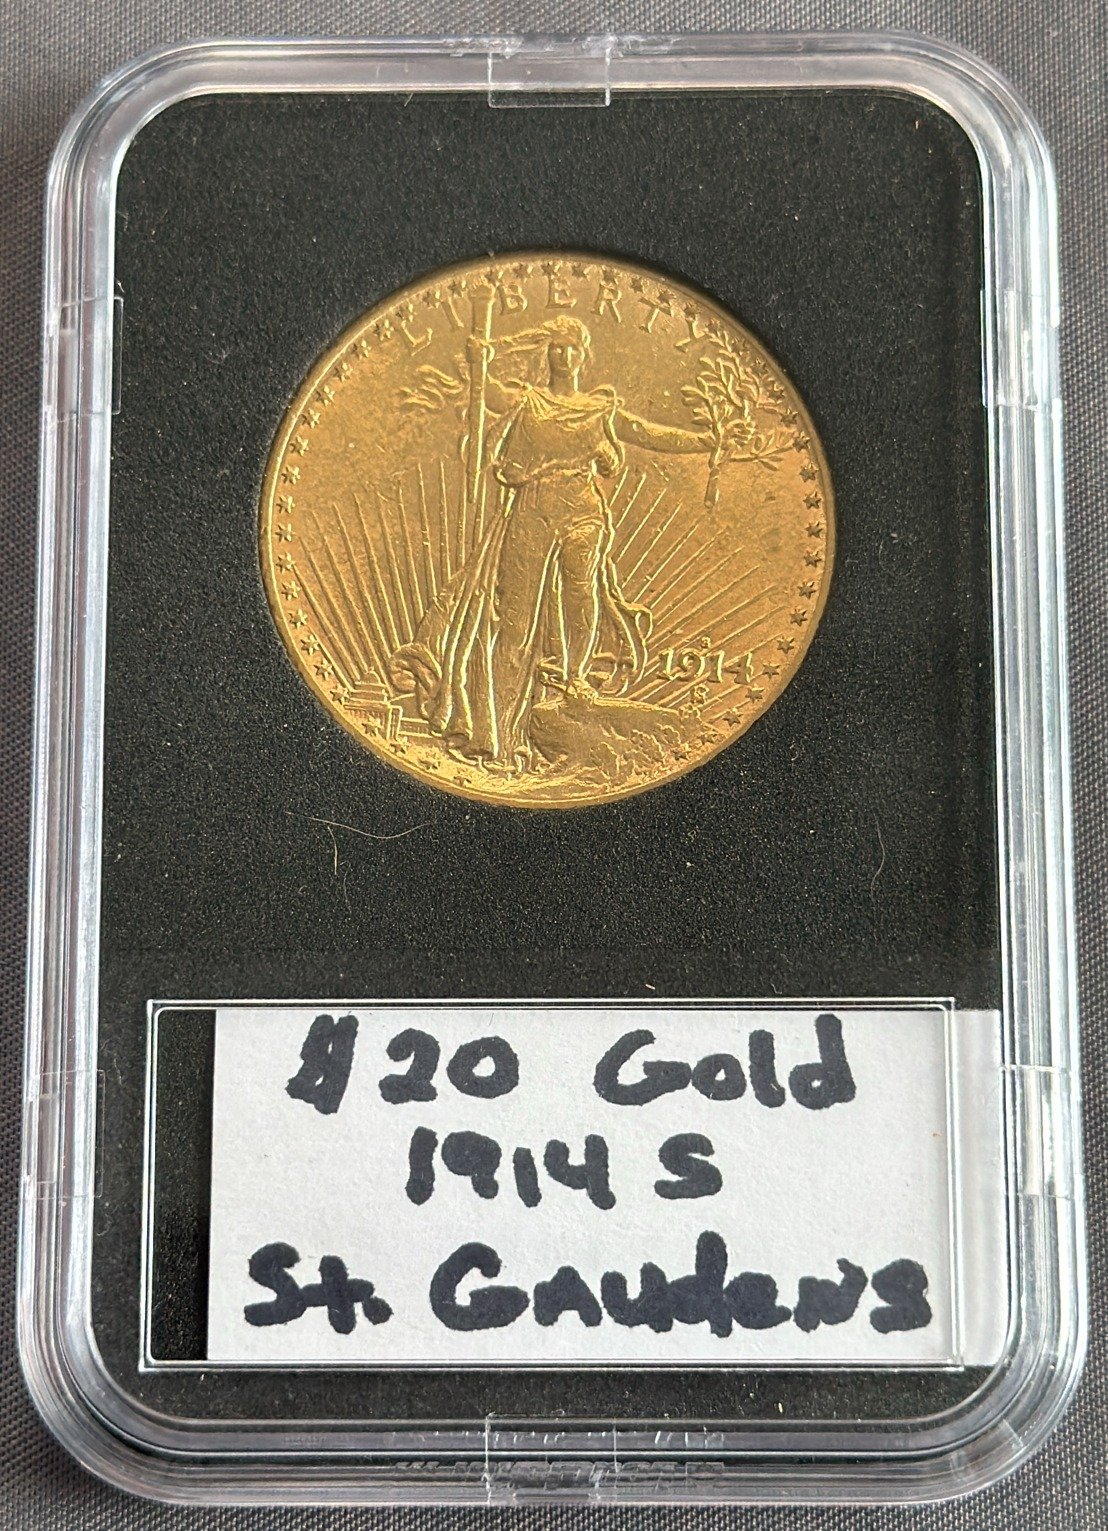 LIBERTY
S
1914
$20 Gold
1914 S
St. Gaudens